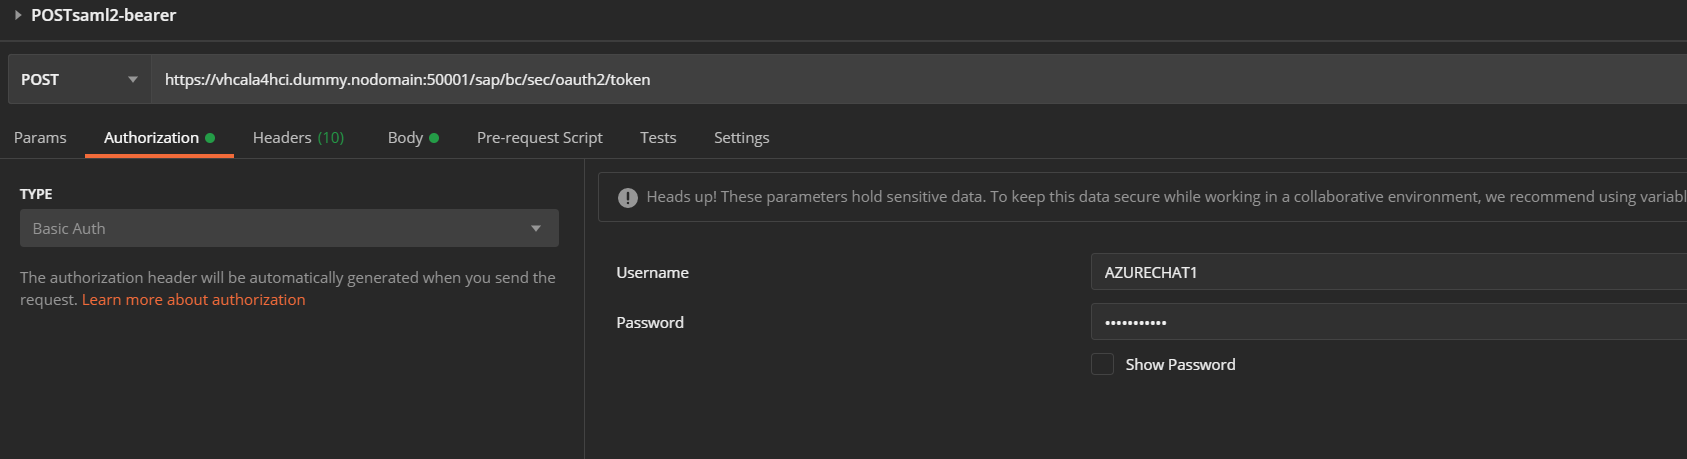 POSTsaml2-bearer
POST https://vhcala4hci.dummy.nodomain:50001/sap/bc/sec/oauth2/token
Params Authorization Headers (10) Body Pre-request Script Tests Settings
TYPE
Basic Auth
The authorization header will be automatically generated when you send the
request. Learn more about authorization
Heads up! These parameters hold sensitive data. To keep this data secure while working in a collaborative environment, we recommend using variabl
Username AZURECHAT1
Password •••••••••••
Show Password